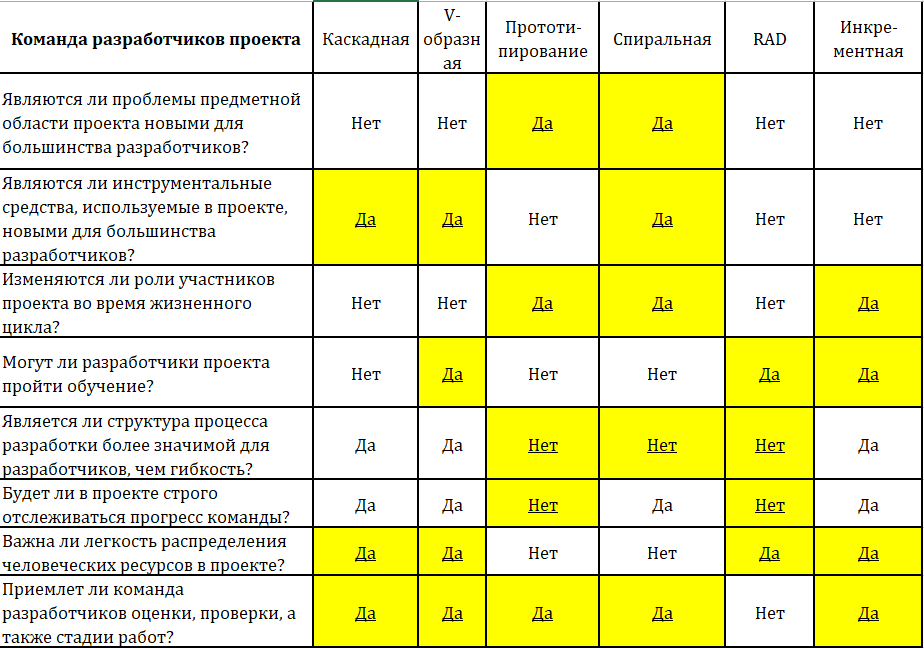 Команда разработчиков проекта Каскадная V-образная Прототи-пирование Спиральная RAD Инкре-ментная
Являются ли проблемы предметной
области проекта новыми для Нет Нет Да Да Нет Нет
большинства разработчиков?
Являются ли инструментальные
средства, используемые в проекте, Да Да Нет Да Нет Нет
новыми для большинства
разработчиков?
Изменяются ли роли участников
проекта во время жизненного Нет Нет Да Да Нет Да
цикла?
Могут ли разработчики проекта Нет Да Нет Нет Да Да
пройти обучение?
Является ли структура процесса
разработки более значимой для Да Да Нет Нет Нет Да
разработчиков, чем гибкость?
Будет ли в проекте строго Да Да Нет Да Нет Да
отслеживаться прогресс команды?
Важна ли легкость распределения Да Да Нет Нет Да Да
человеческих ресурсов в проекте?
Приемлет ли команда
разработчиков оценки, проверки, а Да Да Да Да Нет Да
также стадии работ?